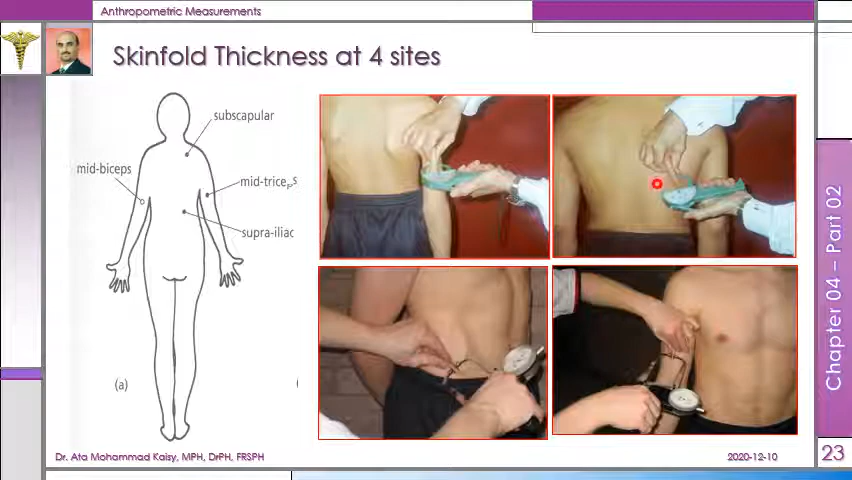 Anthropometric Measurements
Skinfold Thickness at 4 sites
subscapular
mid-biceps
mid-triceps
supra-iliac
(a)
Chapter 04 – Part 02
Dr. Ata Mohammad Kaisy, MPH, DrPH, FRSPH
2020-12-10
23